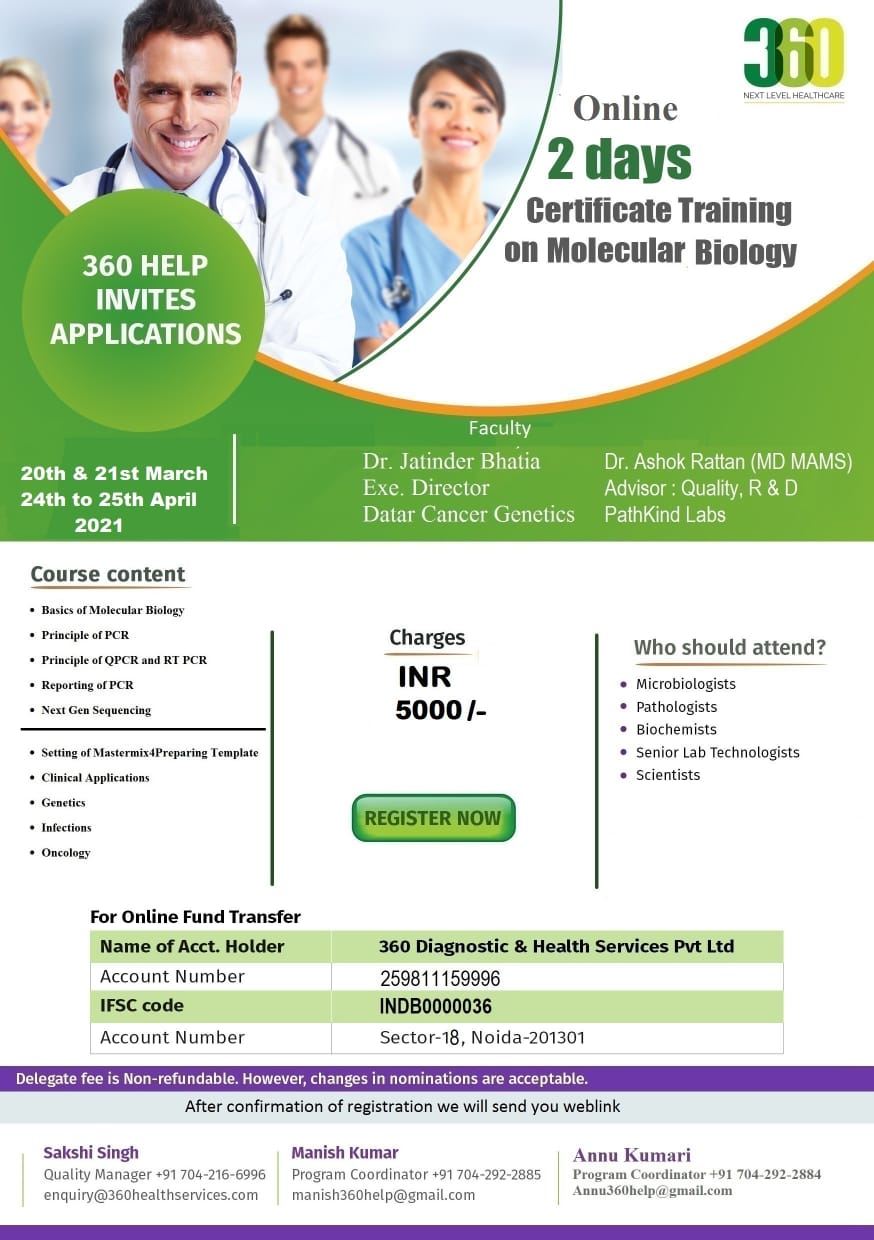 360
NEXT LEVEL HEALTHCARE
Online
2 days
Certificate Training
on Molecular Biology
360 HELP
INVITES
APPLICATIONS
20th & 21st March
24th to 25th April
2021
Faculty
Dr. Jatinder Bhatia
Exe. Director
Datar Cancer Genetics
Dr. Ashok Rattan (MD MAMS)
Advisor : Quality, R & D
PathKind Labs
Course content
• Basics of Molecular Biology
• Principle of PCR
• Principle of QPCR and RT PCR
• Reporting of PCR
• Next Gen Sequencing
• Setting of Mastermix4Preparing Template
• Clinical Applications
• Genetics
• Infections
• Oncology
Charges
INR
5000 /-
REGISTER NOW
Who should attend?
• Microbiologists
• Pathologists
• Biochemists
• Senior Lab Technologists
• Scientists
For Online Fund Transfer
Name of Acct. Holder 360 Diagnostic & Health Services Pvt Ltd
Account Number 259811159996
IFSC code INDB0000036
Account Number Sector-18, Noida-201301
Delegate fee is Non-refundable. However, changes in nominations are acceptable.
After confirmation of registration we will send you weblink
Sakshi Singh
Quality Manager +91 704-216-6996
enquiry@360healthservices.com
Manish Kumar
Program Coordinator +91 704-292-2885
manish360help@gmail.com
Annu Kumari
Program Coordinator +91 704-292-2884
Annu360help@gmail.com